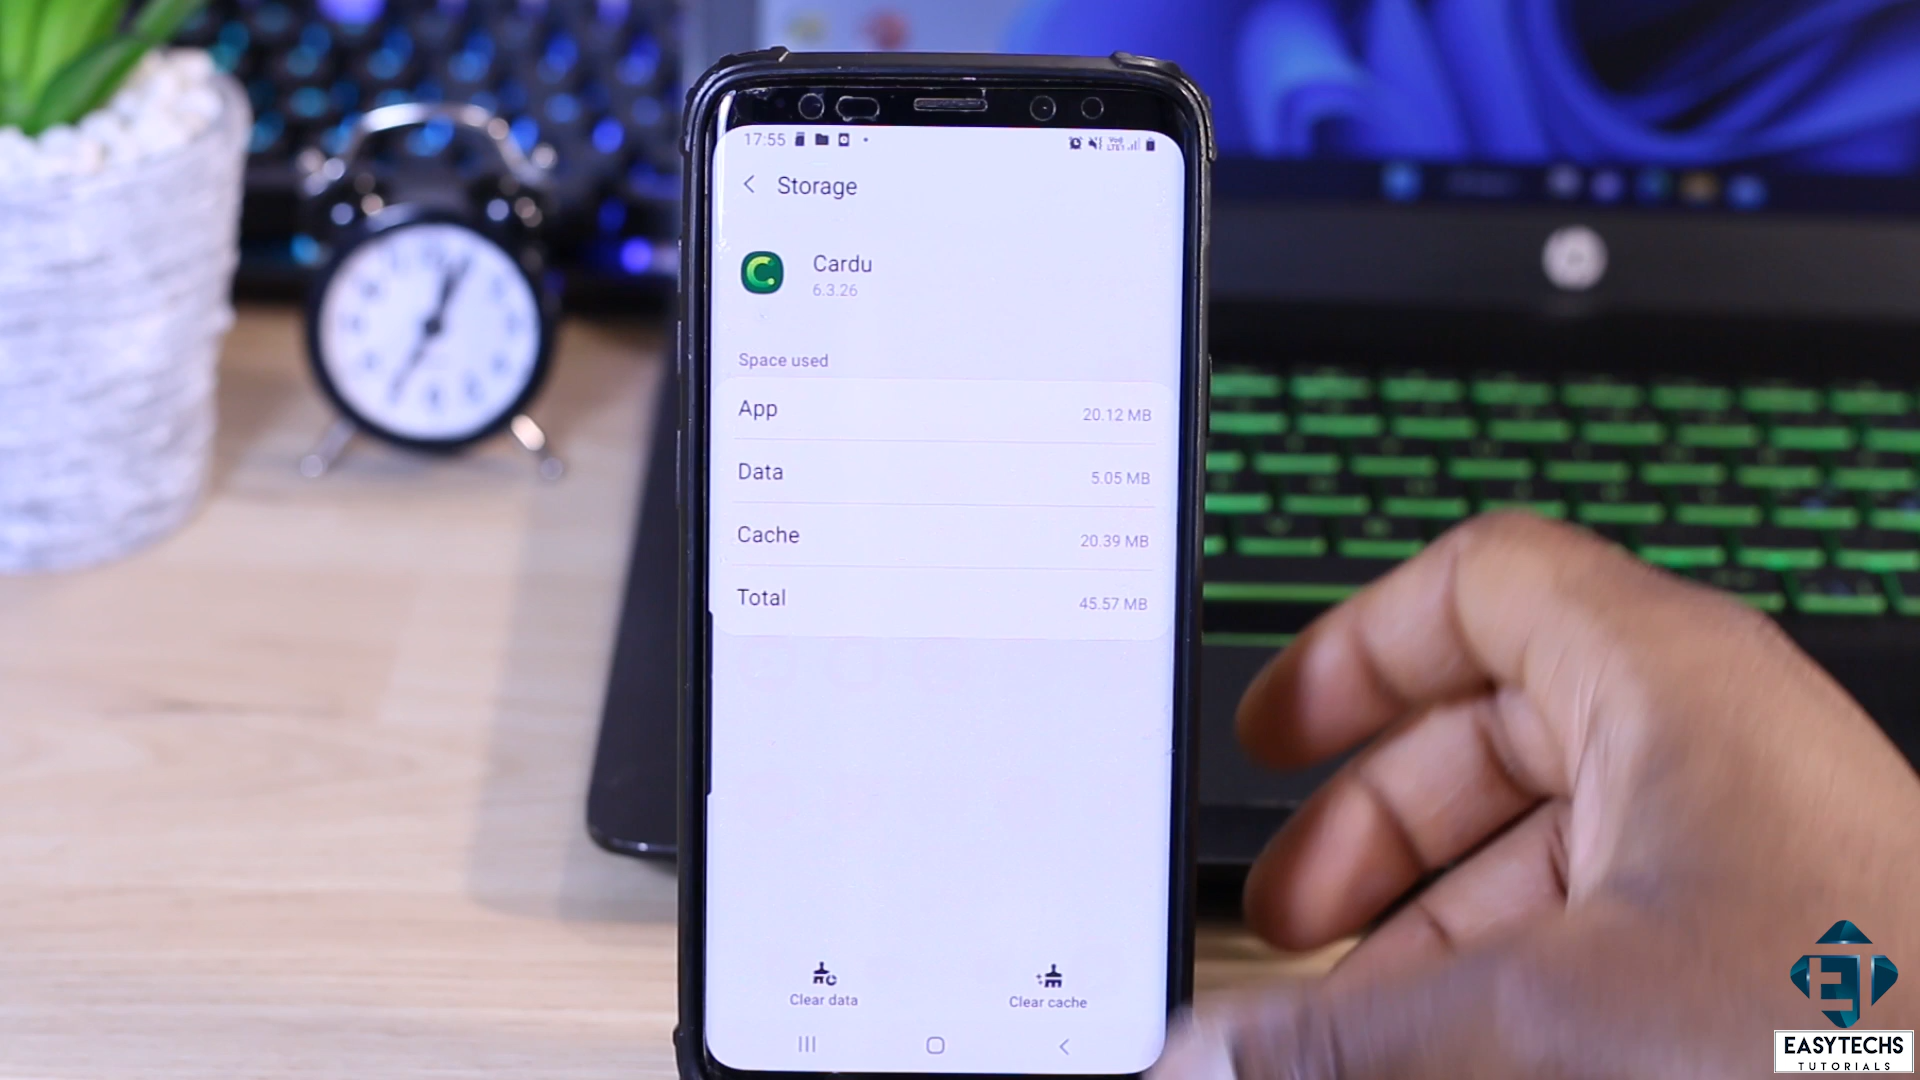 17:55
Storage
Cardu
6.3.26
Space used
App 20.12 MB
Data 5.05 MB
Cache 20.39 MB
Total 45.57 MB
Clear data
Clear cache
EASYTECHS
TUTORIALS